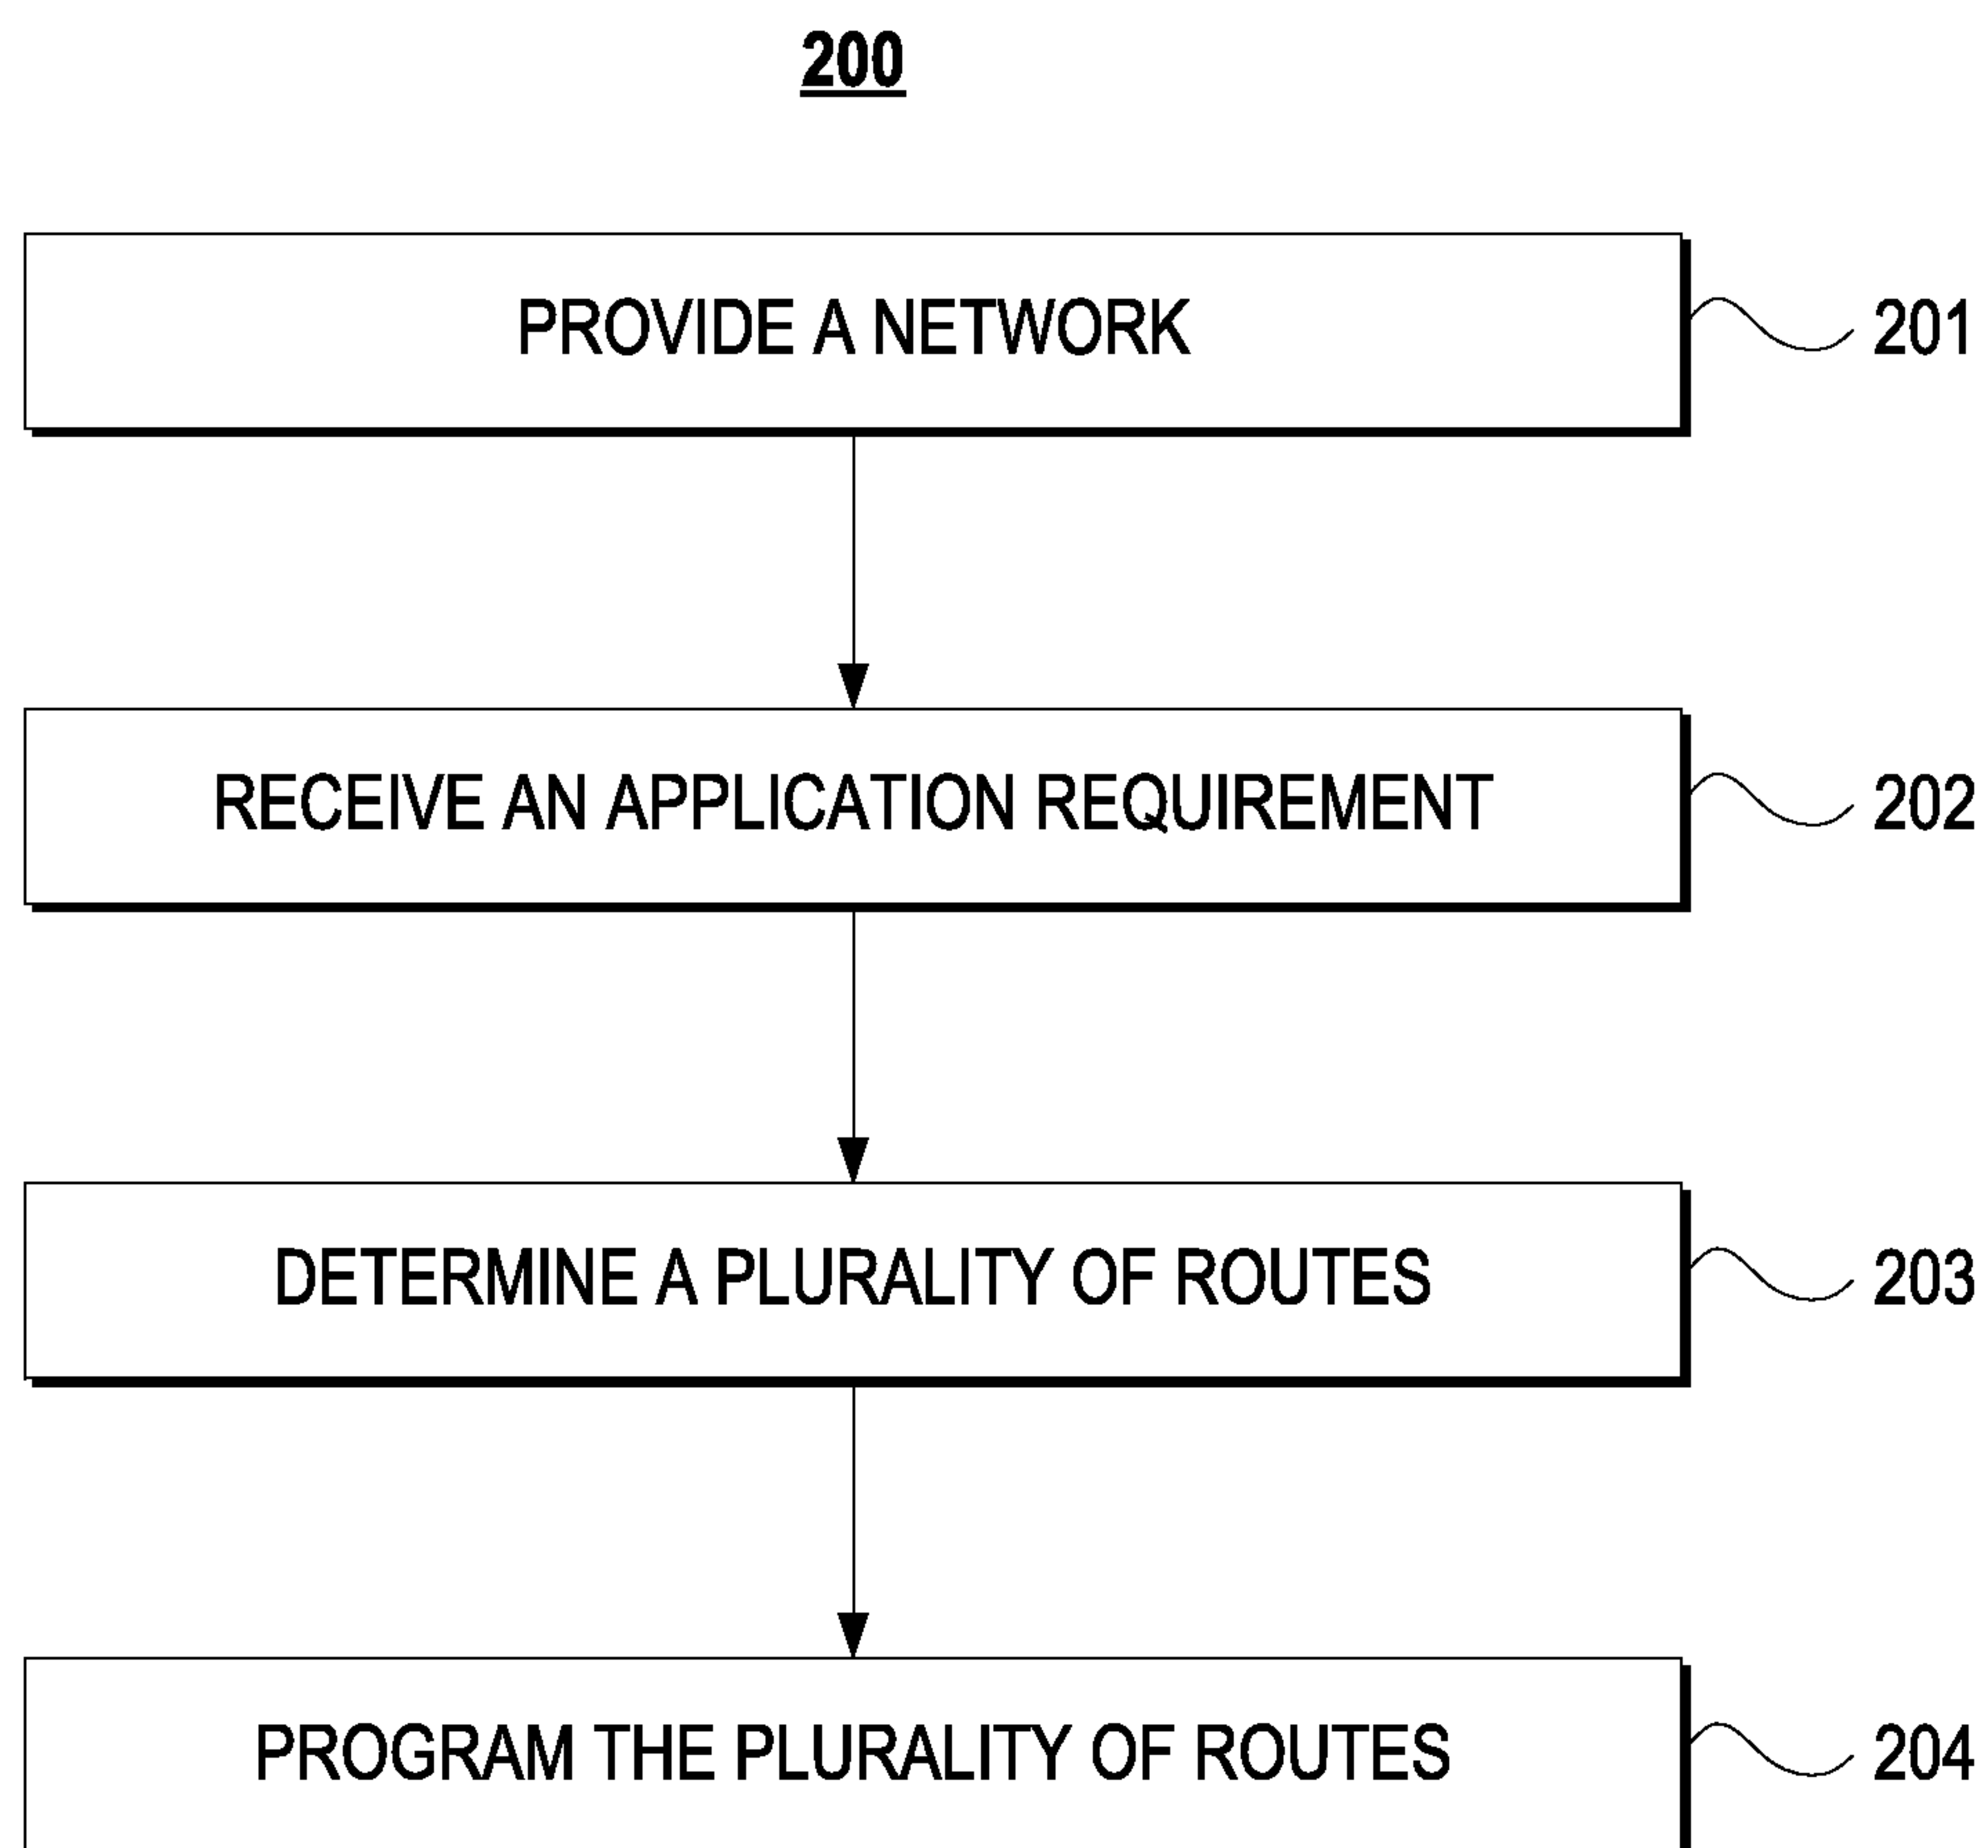 200
PROVIDE A NETWORK
201
RECEIVE AN APPLICATION REQUIREMENT
202
DETERMINE A PLURALITY OF ROUTES
203
PROGRAM THE PLURALITY OF ROUTES
204